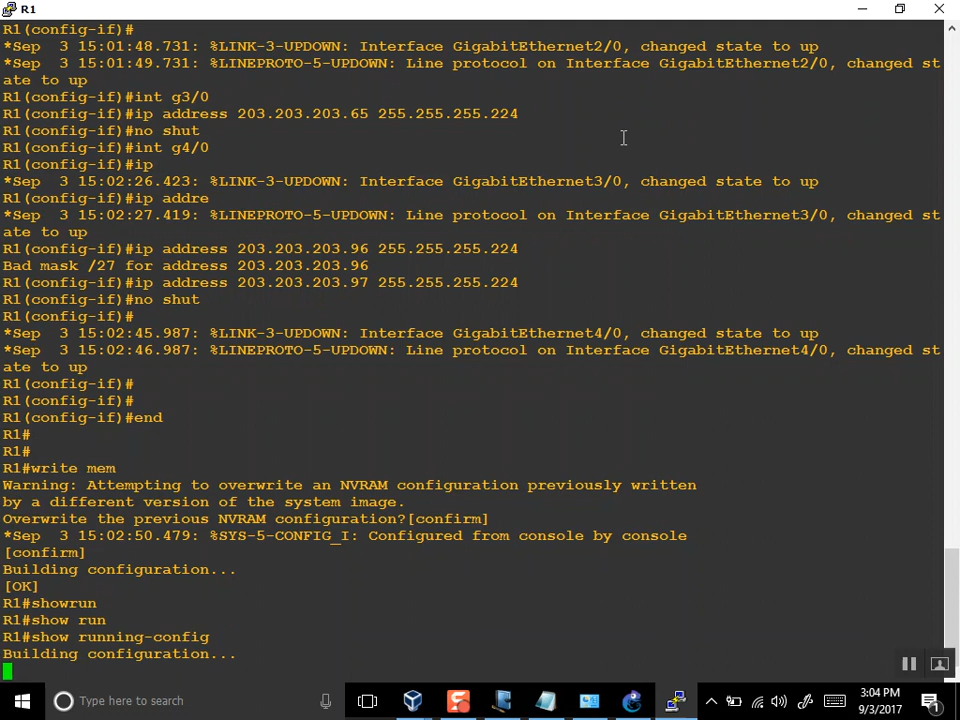 R1
R1(config-if)#
*Sep  3 15:01:48.731: %LINK-3-UPDOWN: Interface GigabitEthernet2/0, changed state to up
*Sep  3 15:01:49.731: %LINEPROTO-5-UPDOWN: Line protocol on Interface GigabitEthernet2/0, changed st
ate to up
R1(config-if)#int g3/0
R1(config-if)#ip address 203.203.203.65 255.255.255.224
R1(config-if)#no shut
R1(config-if)#int g4/0
R1(config-if)#ip
*Sep  3 15:02:26.423: %LINK-3-UPDOWN: Interface GigabitEthernet3/0, changed state to up
R1(config-if)#ip addre
*Sep  3 15:02:27.419: %LINEPROTO-5-UPDOWN: Line protocol on Interface GigabitEthernet3/0, changed st
ate to up
R1(config-if)#ip address 203.203.203.96 255.255.255.224
Bad mask /27 for address 203.203.203.96
R1(config-if)#ip address 203.203.203.97 255.255.255.224
R1(config-if)#no shut
R1(config-if)#
*Sep  3 15:02:45.987: %LINK-3-UPDOWN: Interface GigabitEthernet4/0, changed state to up
*Sep  3 15:02:46.987: %LINEPROTO-5-UPDOWN: Line protocol on Interface GigabitEthernet4/0, changed st
ate to up
R1(config-if)#
R1(config-if)#
R1(config-if)#end
R1#
R1#
R1#write mem
Warning: Attempting to overwrite an NVRAM configuration previously written
by a different version of the system image.
Overwrite the previous NVRAM configuration?[confirm]
*Sep  3 15:02:50.479: %SYS-5-CONFIG_I: Configured from console by console
[confirm]
Building configuration...
[OK]
R1#showrun
R1#show run
R1#show running-config
Building configuration...
Type here to search
3:04 PM
9/3/2017
1